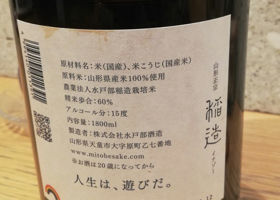 原材料名:米(国産)、米こうじ(国産米)
原料米:山形県産米100%使用
農業法人水戸部稲造栽培米
精米歩合:60%
アルコール分:15度
内容量:1800ml
製造者:株式会社水戸部酒造
山形県天童市大字原町乙七番地
www.mitobesake.com
※お酒は20歳になってから
人生は、遊びだ。
山形正宗
稲造
イナゾー